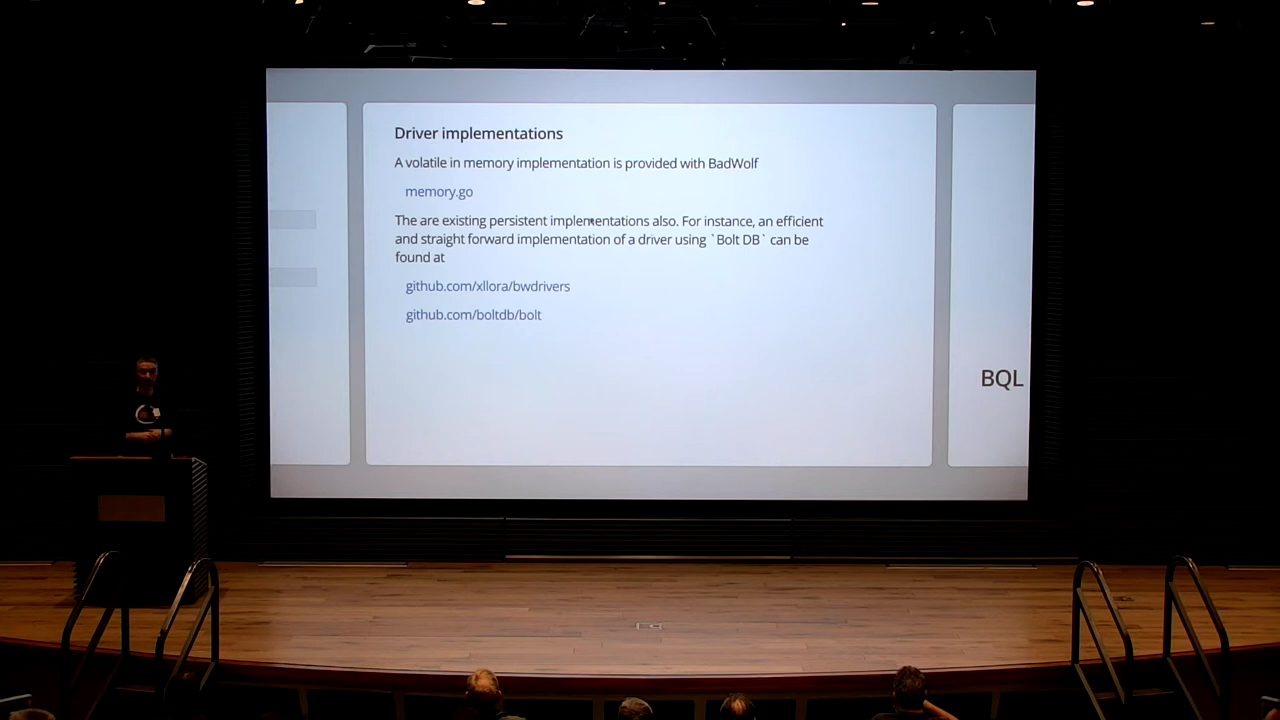 Driver implementations
A volatile in memory implementation is provided with BadWolf
memory.go
The are existing persistent implementations also. For instance, an efficient
and straight forward implementation of a driver using `Bolt DB` can be
found at
github.com/xllora/bwdrivers
github.com/boltdb/bolt
BQL